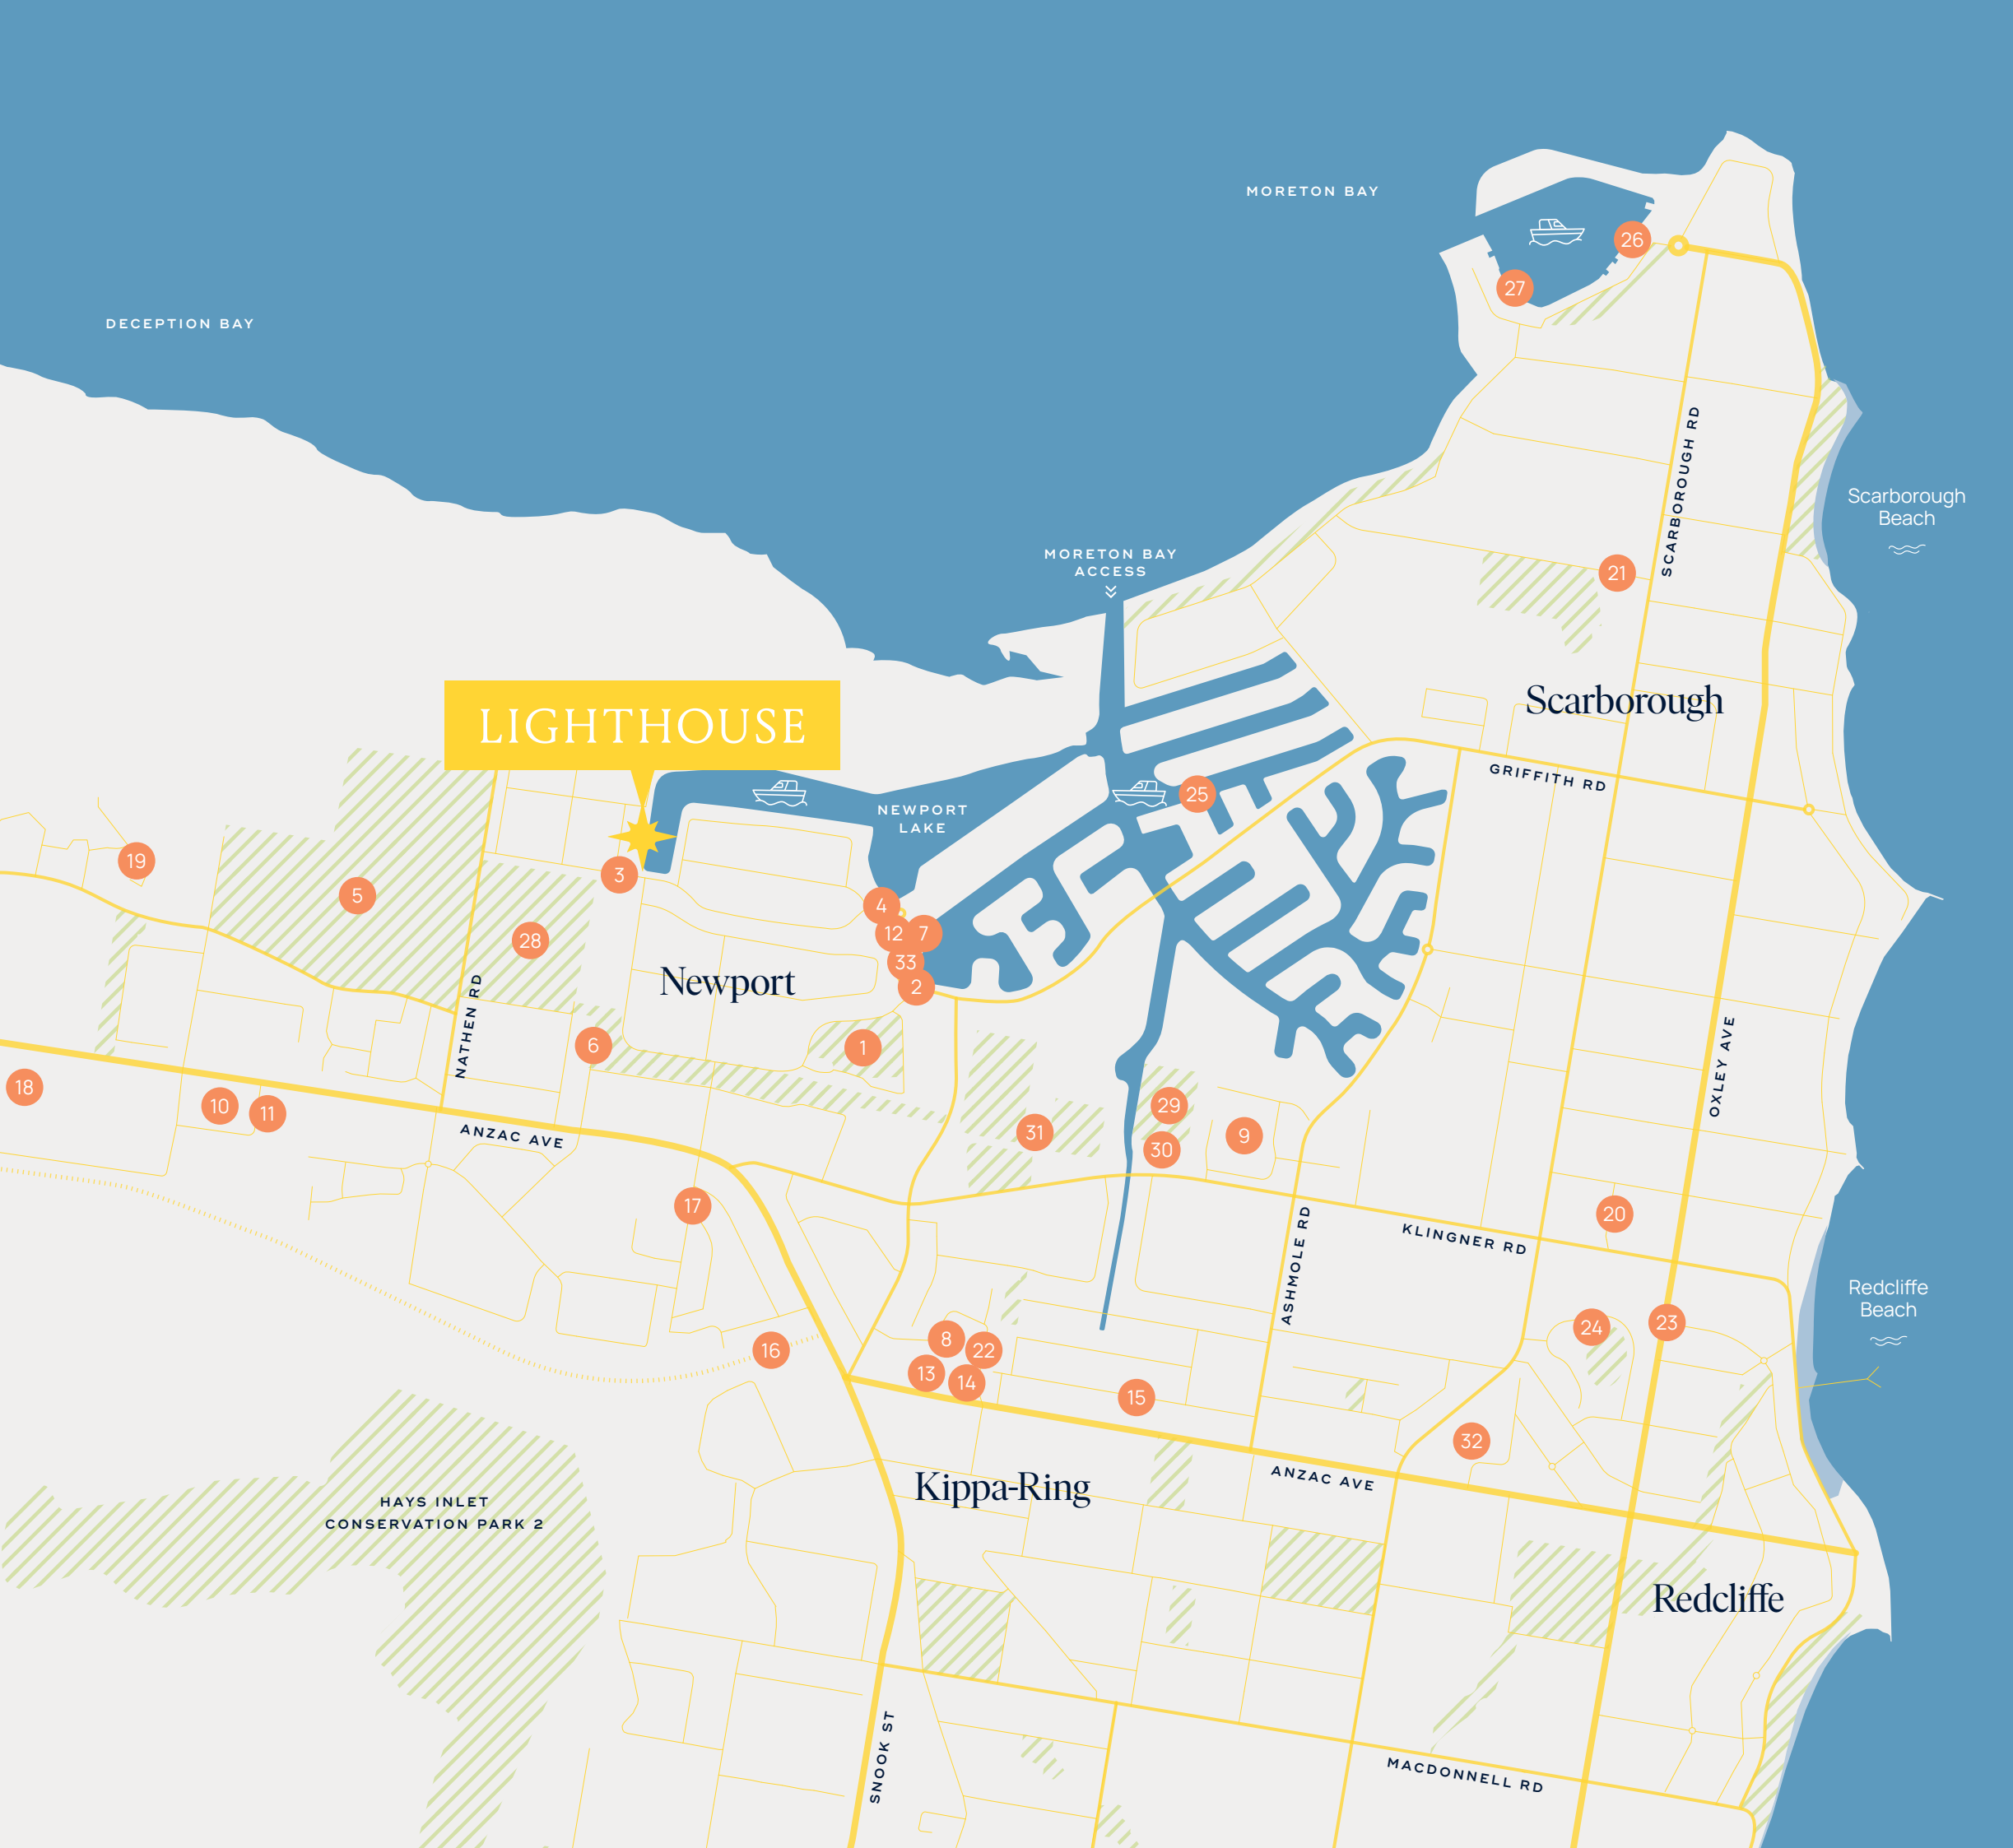 MORETON BAY
26
27
DECEPTION BAY
SCARBOROUGH RD
Scarborough
Beach
MORETON BAY
ACCESS
21
Scarborough
LIGHTHOUSE
GRIFFITH RD
25
NEWPORT
LAKE
19
3
5
4
12
7
28
33
Newport
2
NATHEN RD
6
1
OXLEY AVE
18
10
11
29
31
9
30
ANZAC AVE
17
20
KLINGNER RD
ASHMOLE RD
Redcliffe
Beach
23
24
8
22
16
13
14
15
32
Kippa-Ring
ANZAC AVE
HAYS INLET
CONSERVATION PARK 2
Redcliffe
SNOOK ST
MACDONNELL RD